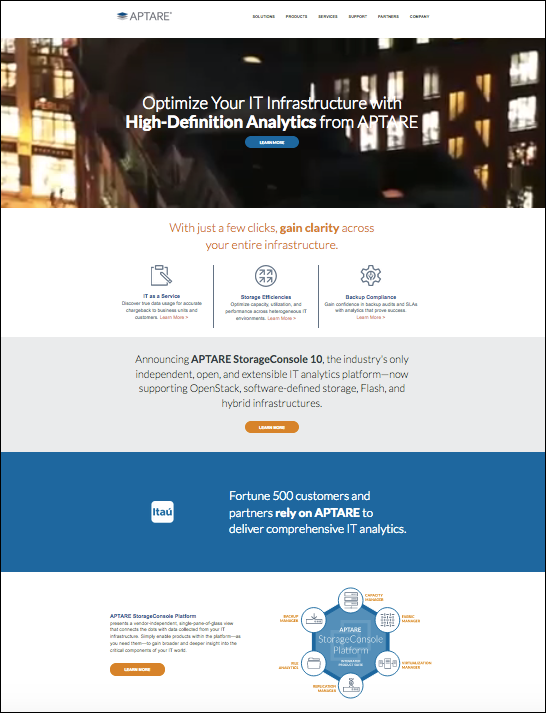 APTARE
SOLUTIONS PRODUCTS SERVICES SUPPORT PARTNERS COMPANY
Optimize Your IT Infrastructure with
High-Definition Analytics from APTARE
LEARN MORE
With just a few clicks, gain clarity across
your entire infrastructure.
IT as a Service
Discover true data usage for accurate
chargeback to business units and
customers. Learn More >
Storage Efficiencies
Optimize capacity, utilization, and
performance across heterogeneous IT
environments. Learn More >
Backup Compliance
Gain confidence in backup audits and SLAs
with analytics that prove success.
Learn More >
Announcing APTARE StorageConsole 10, the industry's only
independent, open, and extensible IT analytics platform—now
supporting OpenStack, software-defined storage, Flash, and
hybrid infrastructures.
LEARN MORE
Itaú
Fortune 500 customers and
partners rely on APTARE to
deliver comprehensive IT analytics.
APTARE StorageConsole Platform
presents a vendor-independent, single-pane-of-glass view
that connects the dots with data collected from your IT
infrastructure. Simply enable products within the platform—as
you need them—to gain broader and deeper insight into the
critical components of your IT world.
LEARN MORE
CAPACITY
MANAGER
BACKUP
MANAGER
FABRIC
MANAGER
APTARE
StorageConsole
Platform
INTEGRATED
PRODUCT SUITE
FILE
ANALYTICS
VIRTUALIZATION
MANAGER
REPLICATION
MANAGER